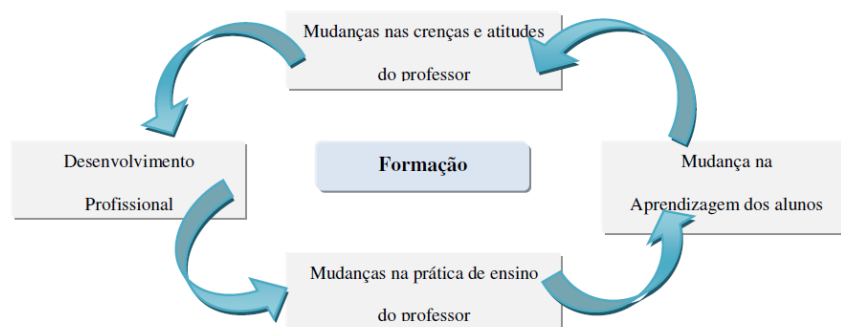 Mudanças nas crenças e atitudes
do professor
Desenvolvimento
Profissional
Formação
Mudança na
Aprendizagem dos alunos
Mudanças na prática de ensino
do professor